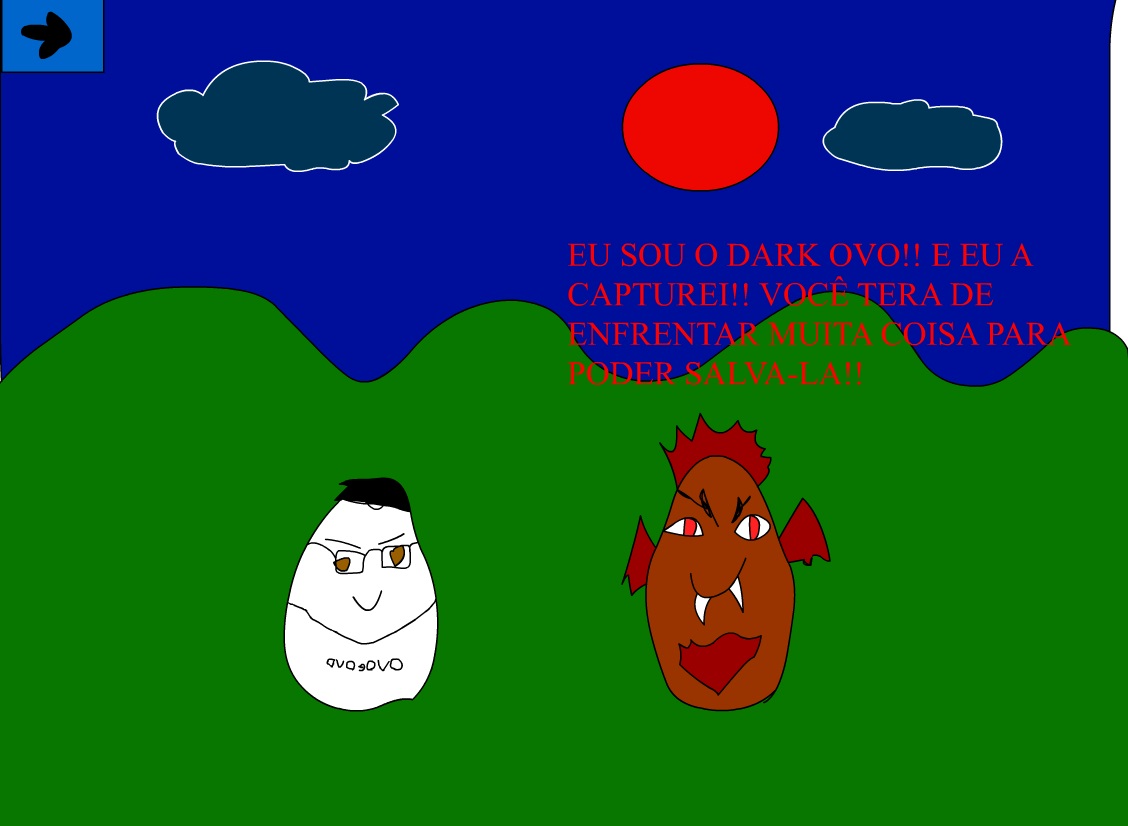 EU SOU O DARK OVO!! E EU A
CAPTUREI!! VOCÊ TERA DE
ENFRENTAR MUITA COISA PARA
PODER SALVA-LA!!